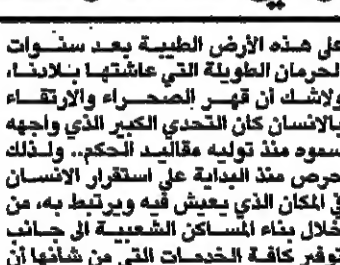 على هذه الأرض الطيبة بعد سنوات
لحرمان الطويلة التي عاشتها بلادنا،
ولاشك أن قهر الصحراء والارتقاء
بالانسان كان التحدي الكبير الذي واجهه
سعود منذ توليه مقاليد الحكم.. ولذلك
حرص منذ البداية على استقرار الانسان
في المكان الذي يعيش فيه ويرتبط به، من
خلال بناء المساكن الشعبية الى جانب
توفير كافة الخدمات التي من شأنها أن